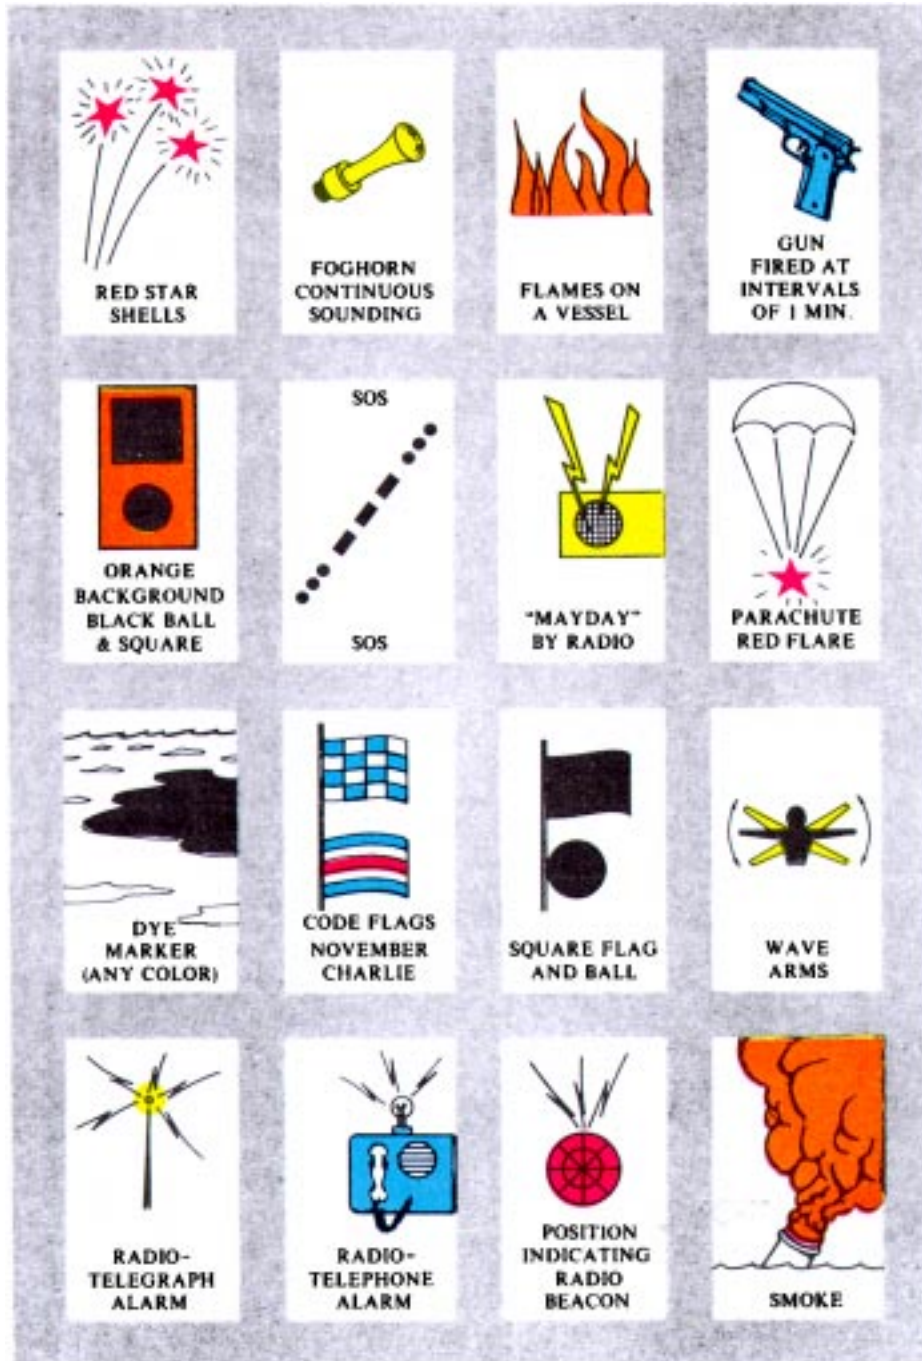 RED STAR
SHELLS
FOGHORN
CONTINUOUS
SOUNDING
FLAMES ON
A VESSEL
GUN
FIRED AT
INTERVALS
OF 1 MIN.
ORANGE
BACKGROUND
BLACK BALL
& SQUARE
SOS
SOS
"MAYDAY"
BY RADIO
PARACHUTE
RED FLARE
DYE
MARKER
(ANY COLOR)
CODE FLAGS
NOVEMBER
CHARLIE
SQUARE FLAG
AND BALL
WAVE
ARMS
RADIO-
TELEGRAPH
ALARM
RADIO-
TELEPHONE
ALARM
POSITION
INDICATING
RADIO
BEACON
SMOKE